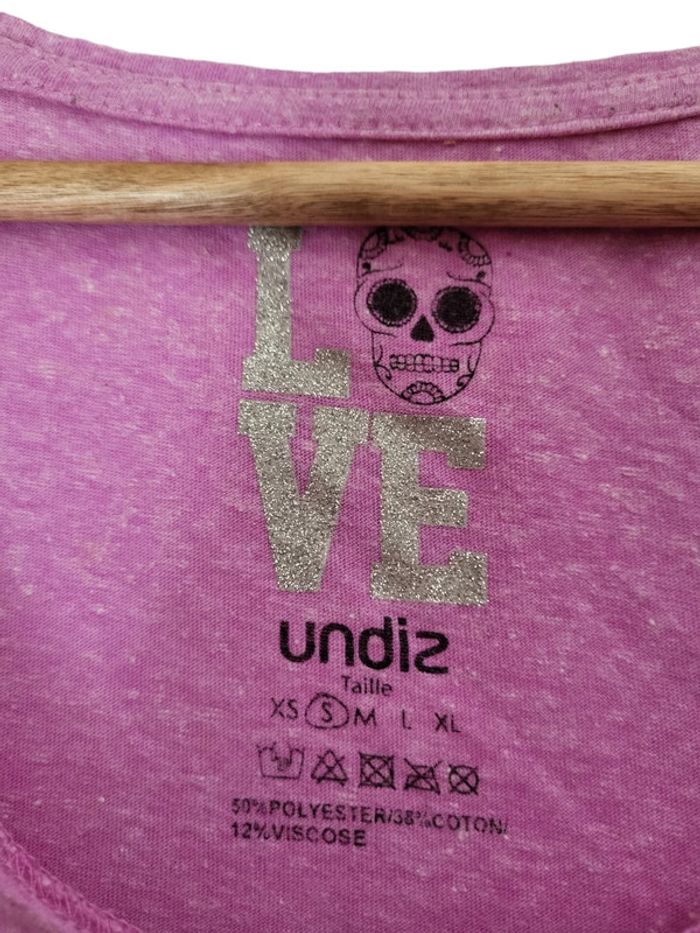 L
VE
undiz
Taille
XS S M L XL
50%POLYESTER/38%COTON/
12%VISCOSE